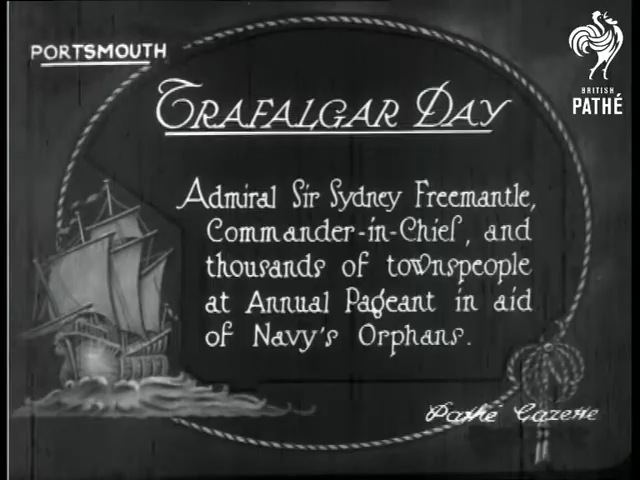 PORTSMOUTH
BRITISH
PATHÉ
TRAFALGAR DAY
Admiral Sir Sydney Freemantle,
Commander-in-Chief, and
thousands of townspeople
at Annual Pageant in aid
of Navy's Orphans.
Pathe Gazette